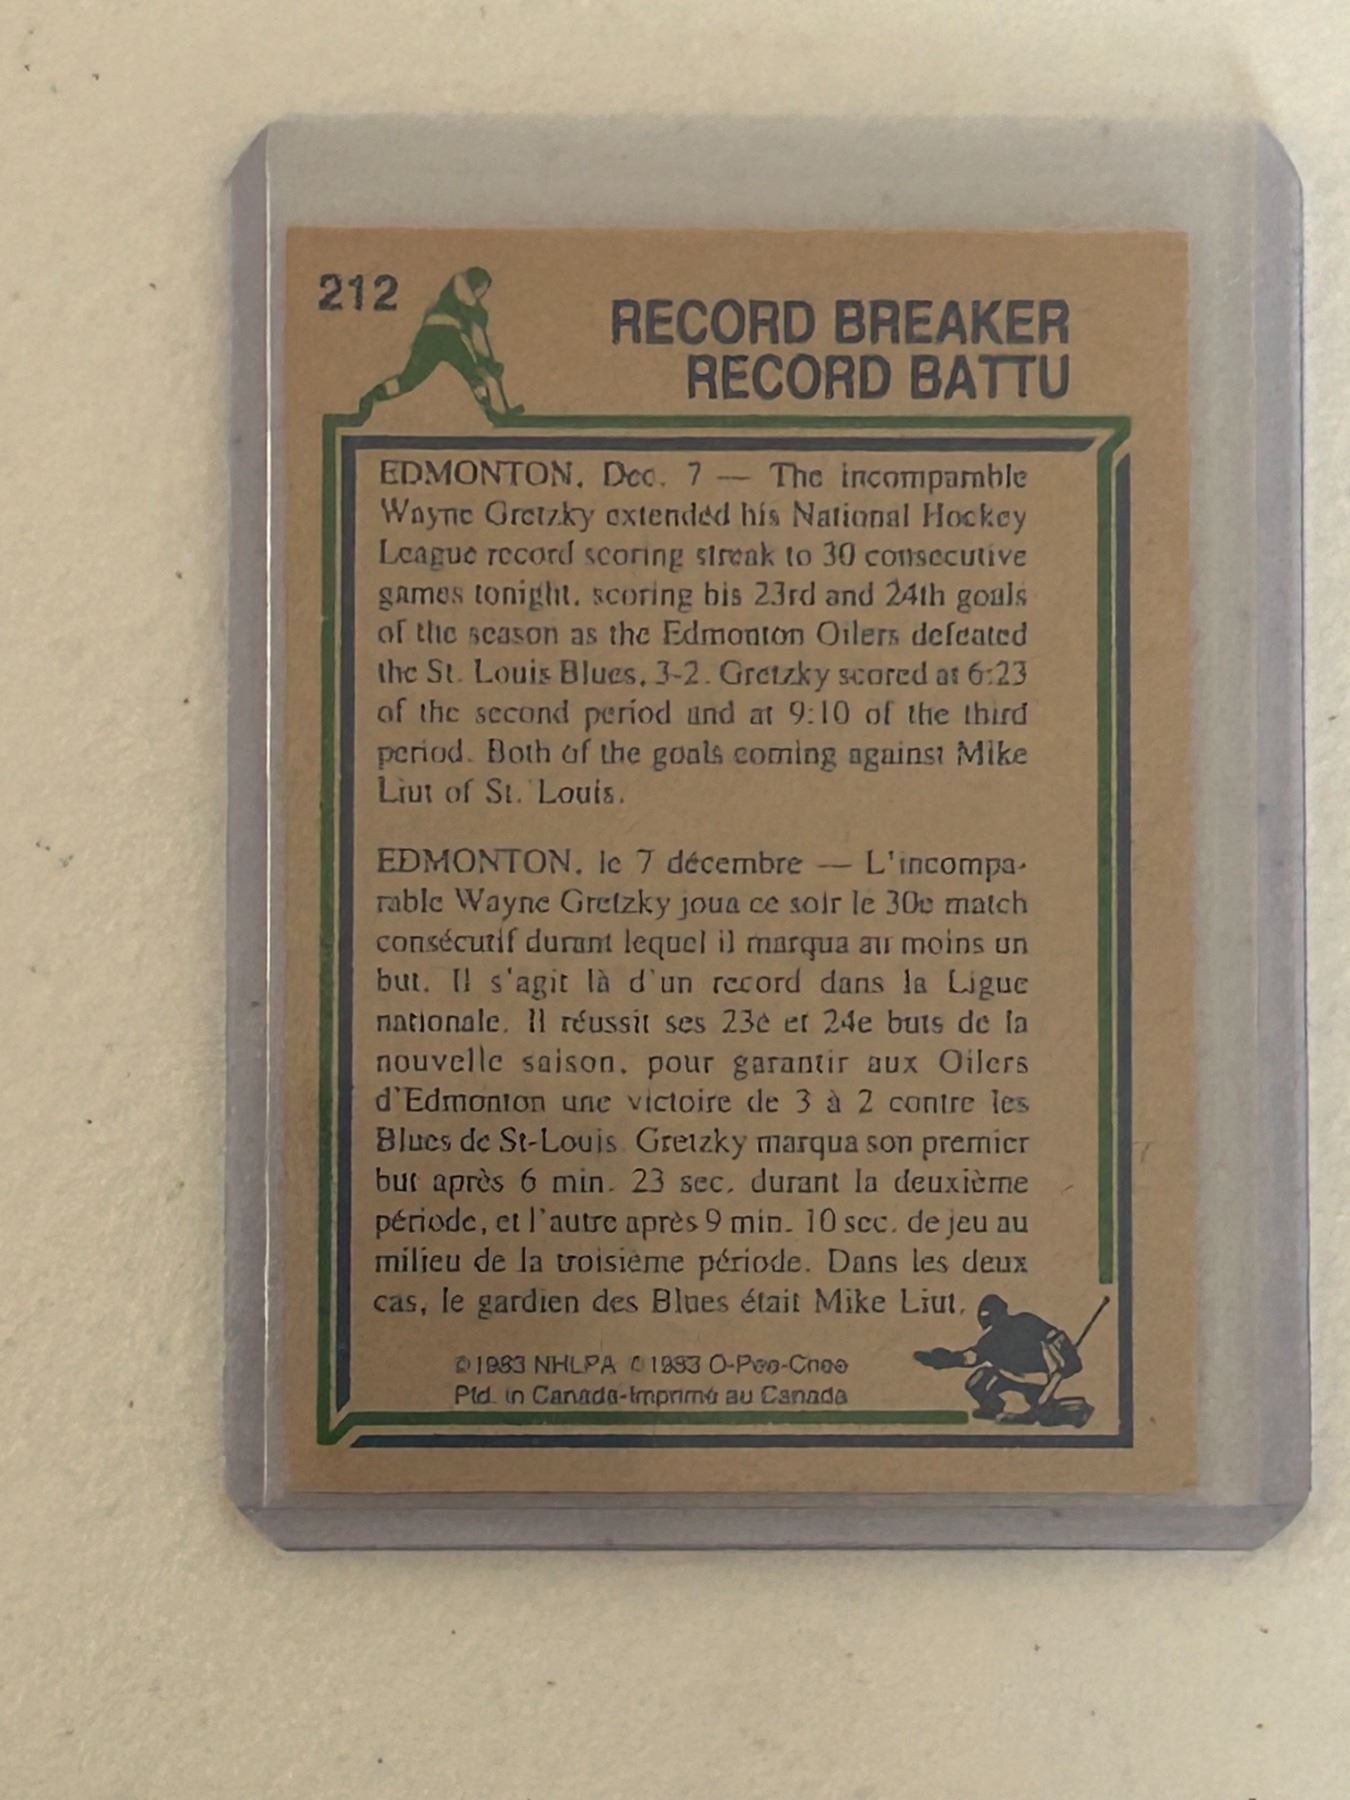 212
RECORD BREAKER
RECORD BATTU
EDMONTON, Dec. 7 — The incomparable
Wayne Gretzky extended his National Hockey
League record scoring streak to 30 consecutive
games tonight, scoring his 23rd and 24th goals
of the season as the Edmonton Oilers defeated
the St. Louis Blues, 3-2. Gretzky scored at 6:23
of the second period and at 9:10 of the third
period. Both of the goals coming against Mike
Liut of St. Louis.
EDMONTON, le 7 décembre — L'incompa-
rable Wayne Gretzky joua ce soir le 30e match
consécutif durant lequel il marqua au moins un
but. Il s'agit là d'un record dans la Ligue
nationale. Il réussit ses 23e et 24e buts de la
nouvelle saison, pour garantir aux Oilers
d'Edmonton une victoire de 3 à 2 contre les
Blues de St-Louis. Gretzky marqua son premier
but après 6 min. 23 sec. durant la deuxième
période, et l'autre après 9 min. 10 sec. de jeu au
milieu de la troisième période. Dans les deux
cas, le gardien des Blues était Mike Liut.
© 1983 NHLPA © 1983 O-Pee-Chee
Ptd. in Canada-Imprimé au Canada